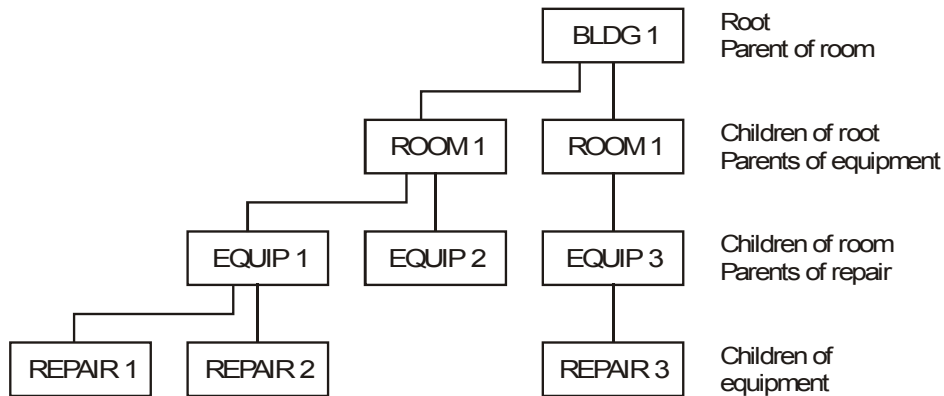 BLDG 1
Root
Parent of room
ROOM 1
ROOM 1
Children of root
Parents of equipment
EQUIP 1
EQUIP 2
EQUIP 3
Children of room
Parents of repair
REPAIR 1
REPAIR 2
REPAIR 3
Children of
equipment